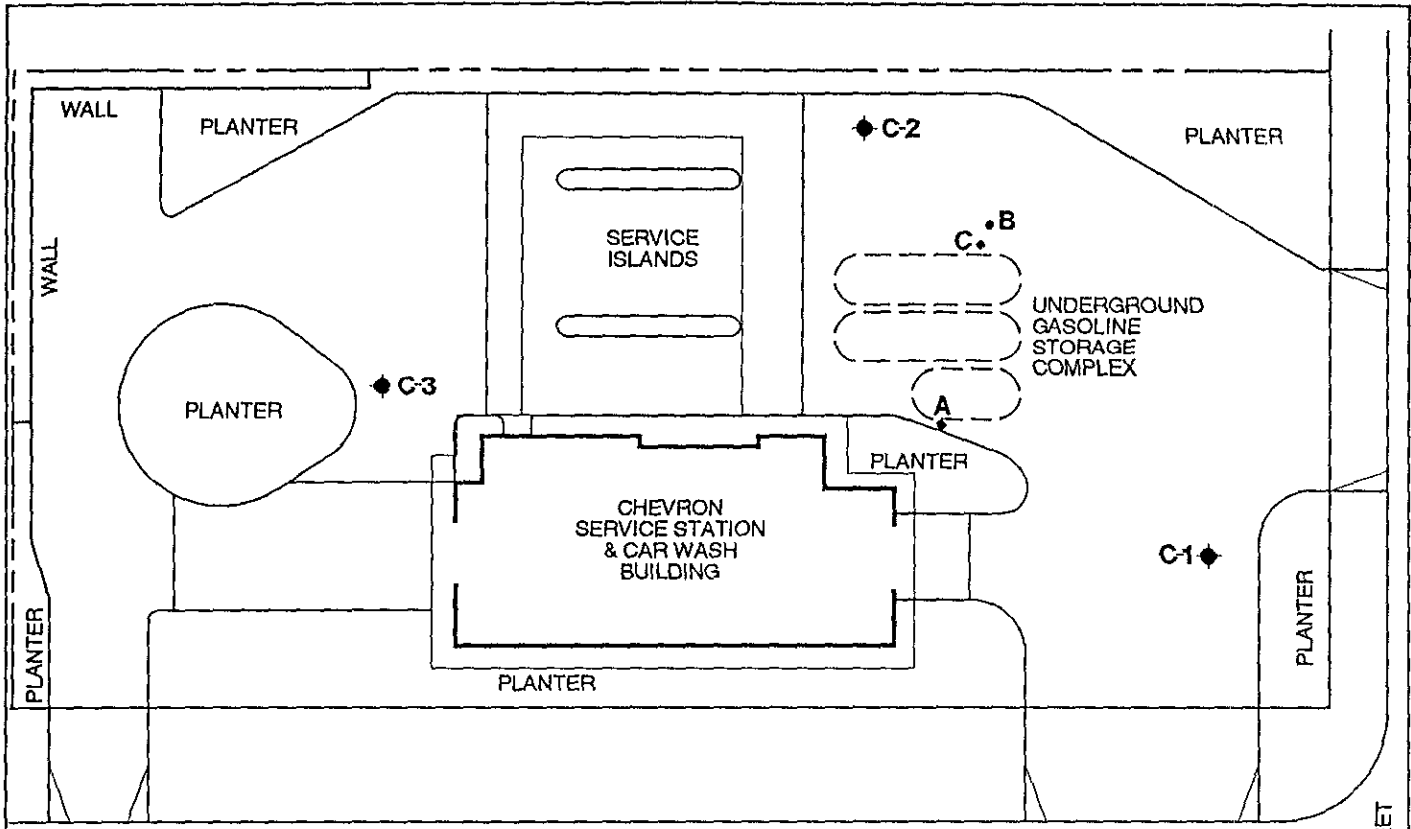 WALL
PLANTER
C-2
PLANTER
WALL
SERVICE
ISLANDS
B
C
UNDERGROUND
GASOLINE
STORAGE
COMPLEX
PLANTER
C-3
A
PLANTER
CHEVRON
SERVICE STATION
& CAR WASH
BUILDING
C-1
PLANTER
PLANTER
PLANTER